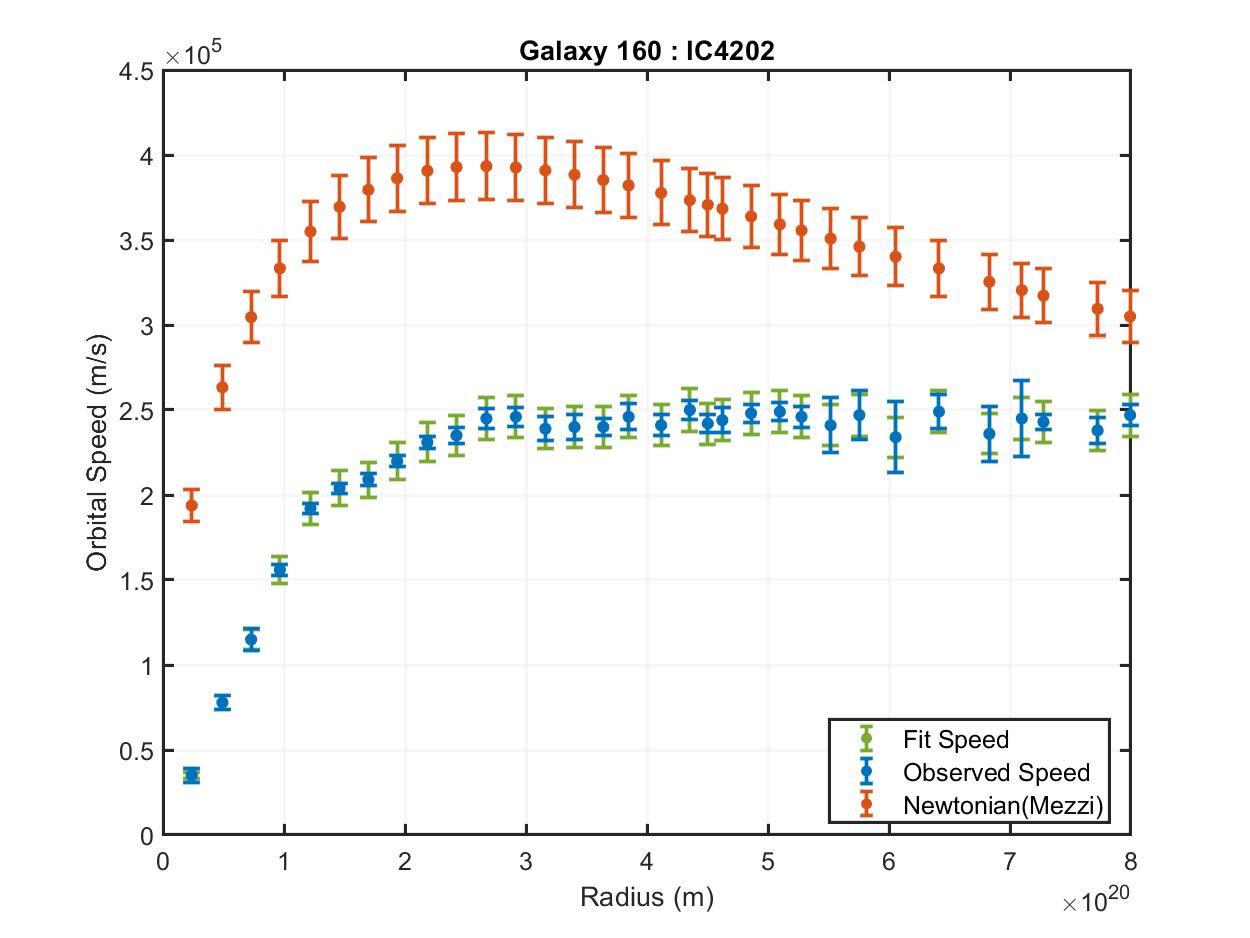 Galaxy 160 : IC4202
×10^5
4.5
4
3.5
3
2.5
2
1.5
1
0.5
0
Orbital Speed (m/s)
Fit Speed
Observed Speed
Newtonian(Mezzi)
0 1 2 3 4 5 6 7 8
Radius (m)
×10^20